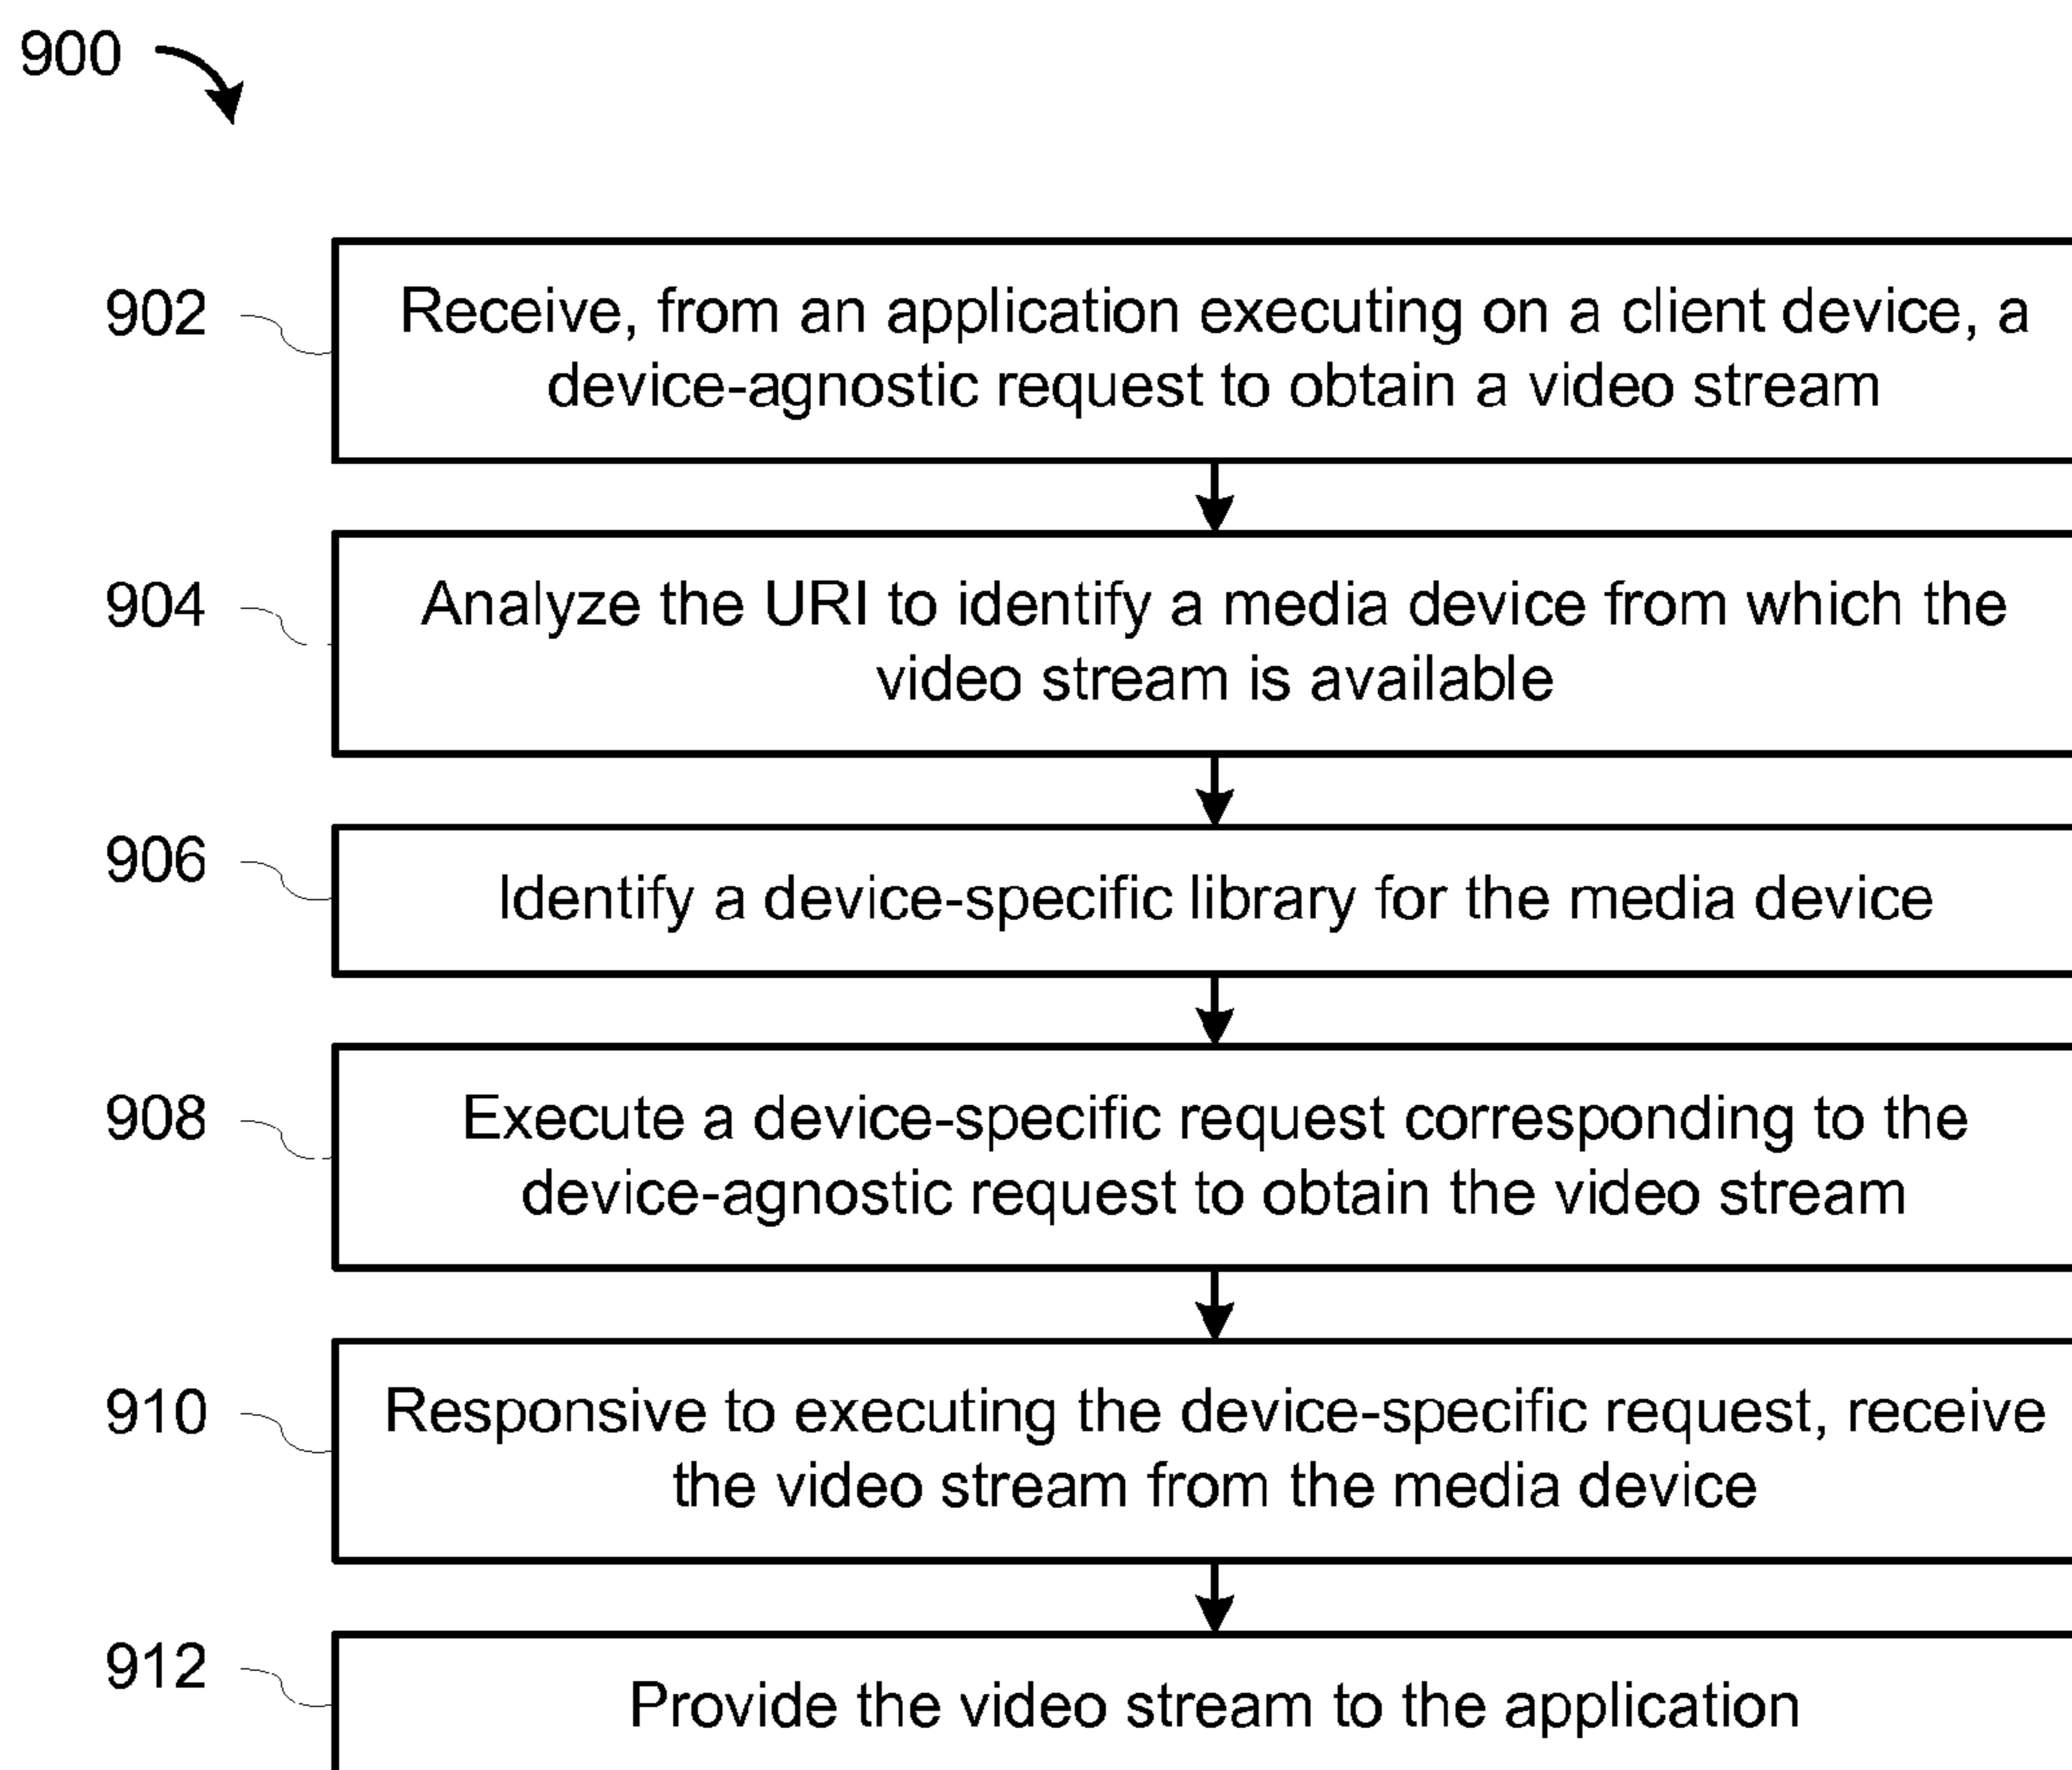 900
902
Receive, from an application executing on a client device, a
device-agnostic request to obtain a video stream
904
Analyze the URI to identify a media device from which the
video stream is available
906
Identify a device-specific library for the media device
908
Execute a device-specific request corresponding to the
device-agnostic request to obtain the video stream
910
Responsive to executing the device-specific request, receive
the video stream from the media device
912
Provide the video stream to the application